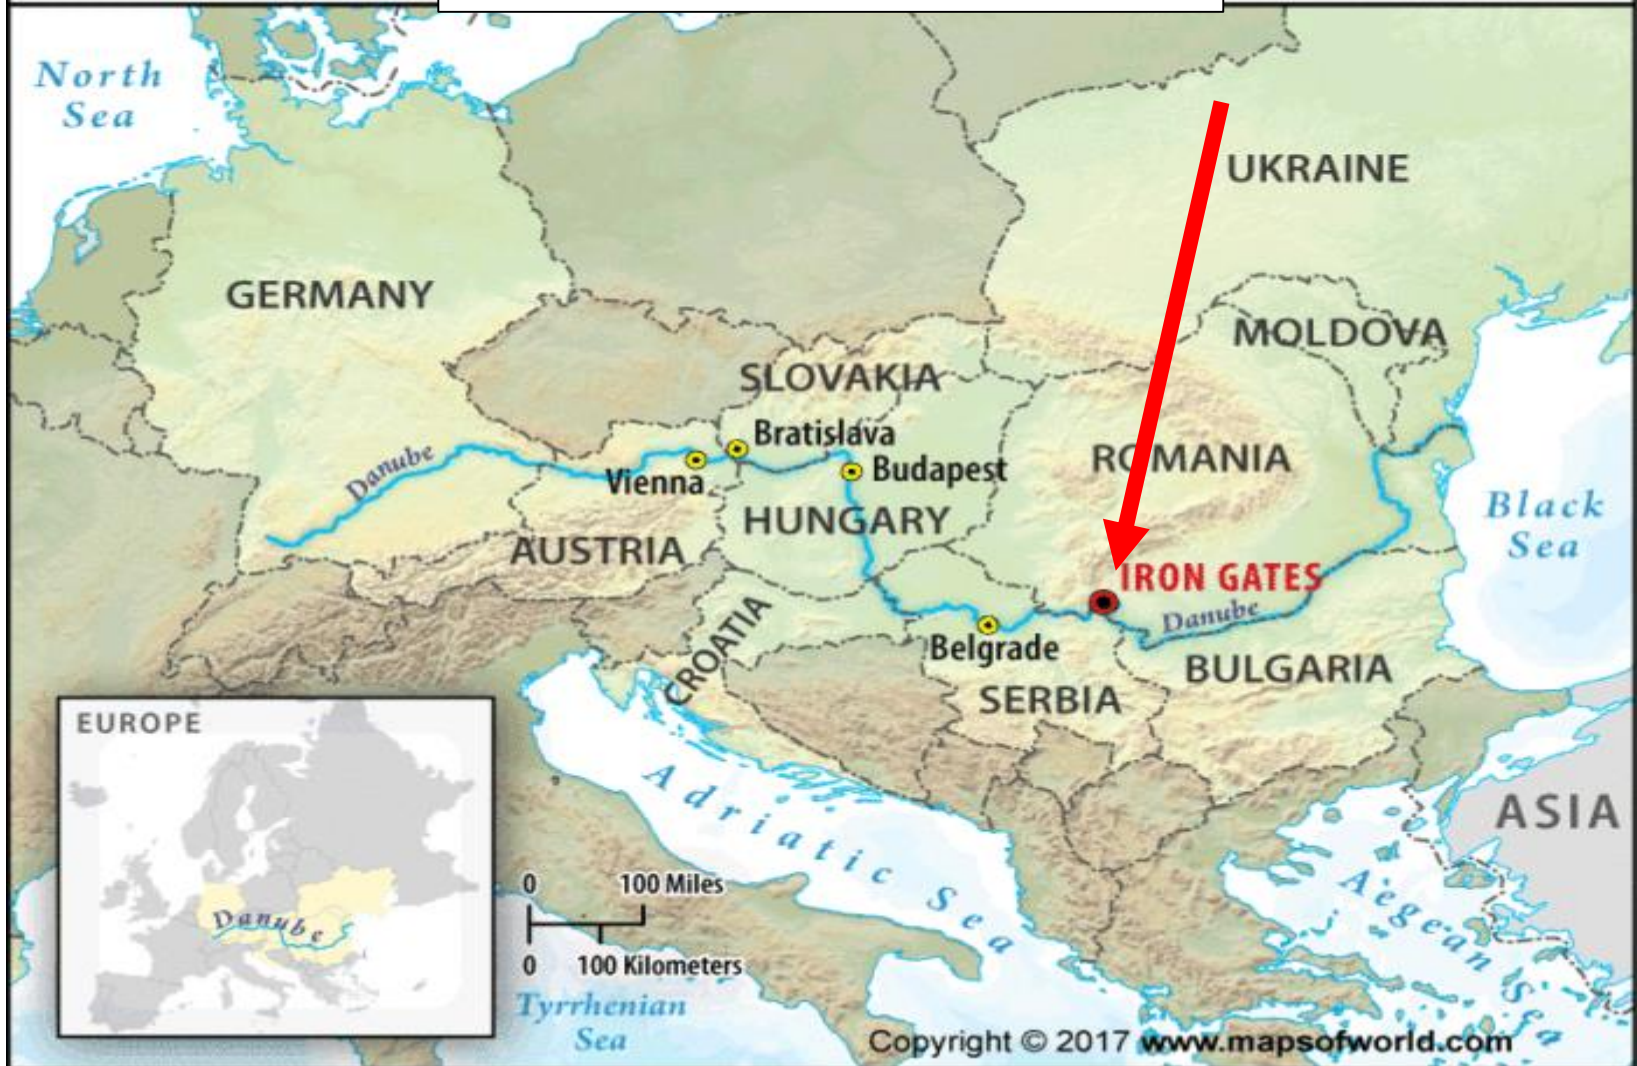 North
Sea
UKRAINE
GERMANY
MOLDOVA
SLOVAKIA
Bratislava
Danube
Vienna
Budapest
ROMANIA
HUNGARY
Black
Sea
AUSTRIA
IRON GATES
Danube
CROATIA
Belgrade
BULGARIA
SERBIA
EUROPE
Adriatic Sea
ASIA
0 100 Miles
Danube
Aegean Sea
0 100 Kilometers
Tyrrhenian
Sea
Copyright © 2017 www.mapsofworld.com